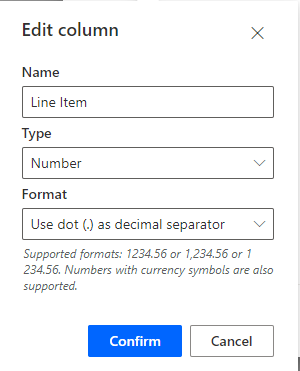 Edit column
Name
Line Item
Type
Number
Format
Use dot (.) as decimal separator
Supported formats: 1234.56 or 1,234.56 or 1
234.56. Numbers with currency symbols are also
supported.
Confirm
Cancel